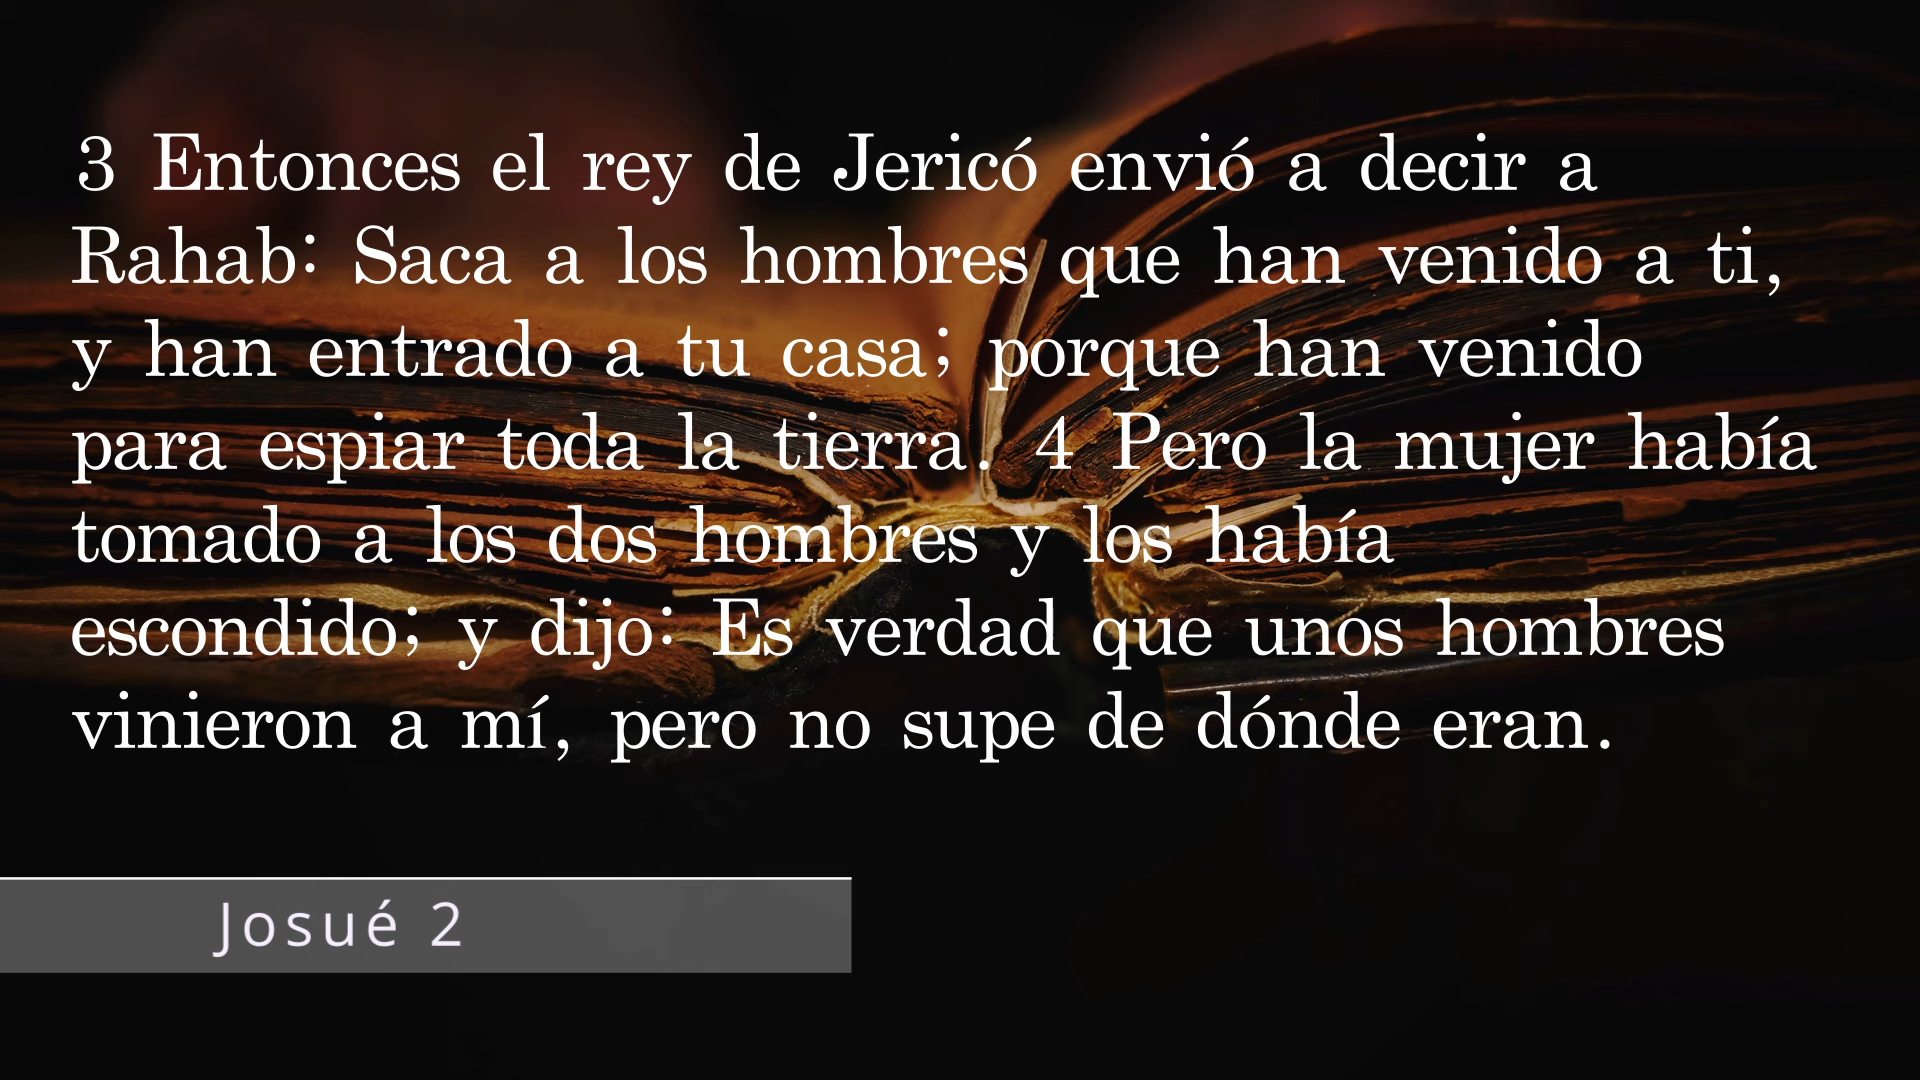 3 Entonces el rey de Jericó envió a decir a
Rahab: Saca a los hombres que han venido a ti,
y han entrado a tu casa; porque han venido
para espiar toda la tierra. 4 Pero la mujer había
tomado a los dos hombres y los había
escondido; y dijo: Es verdad que unos hombres
vinieron a mí, pero no supe de dónde eran.
Josué 2